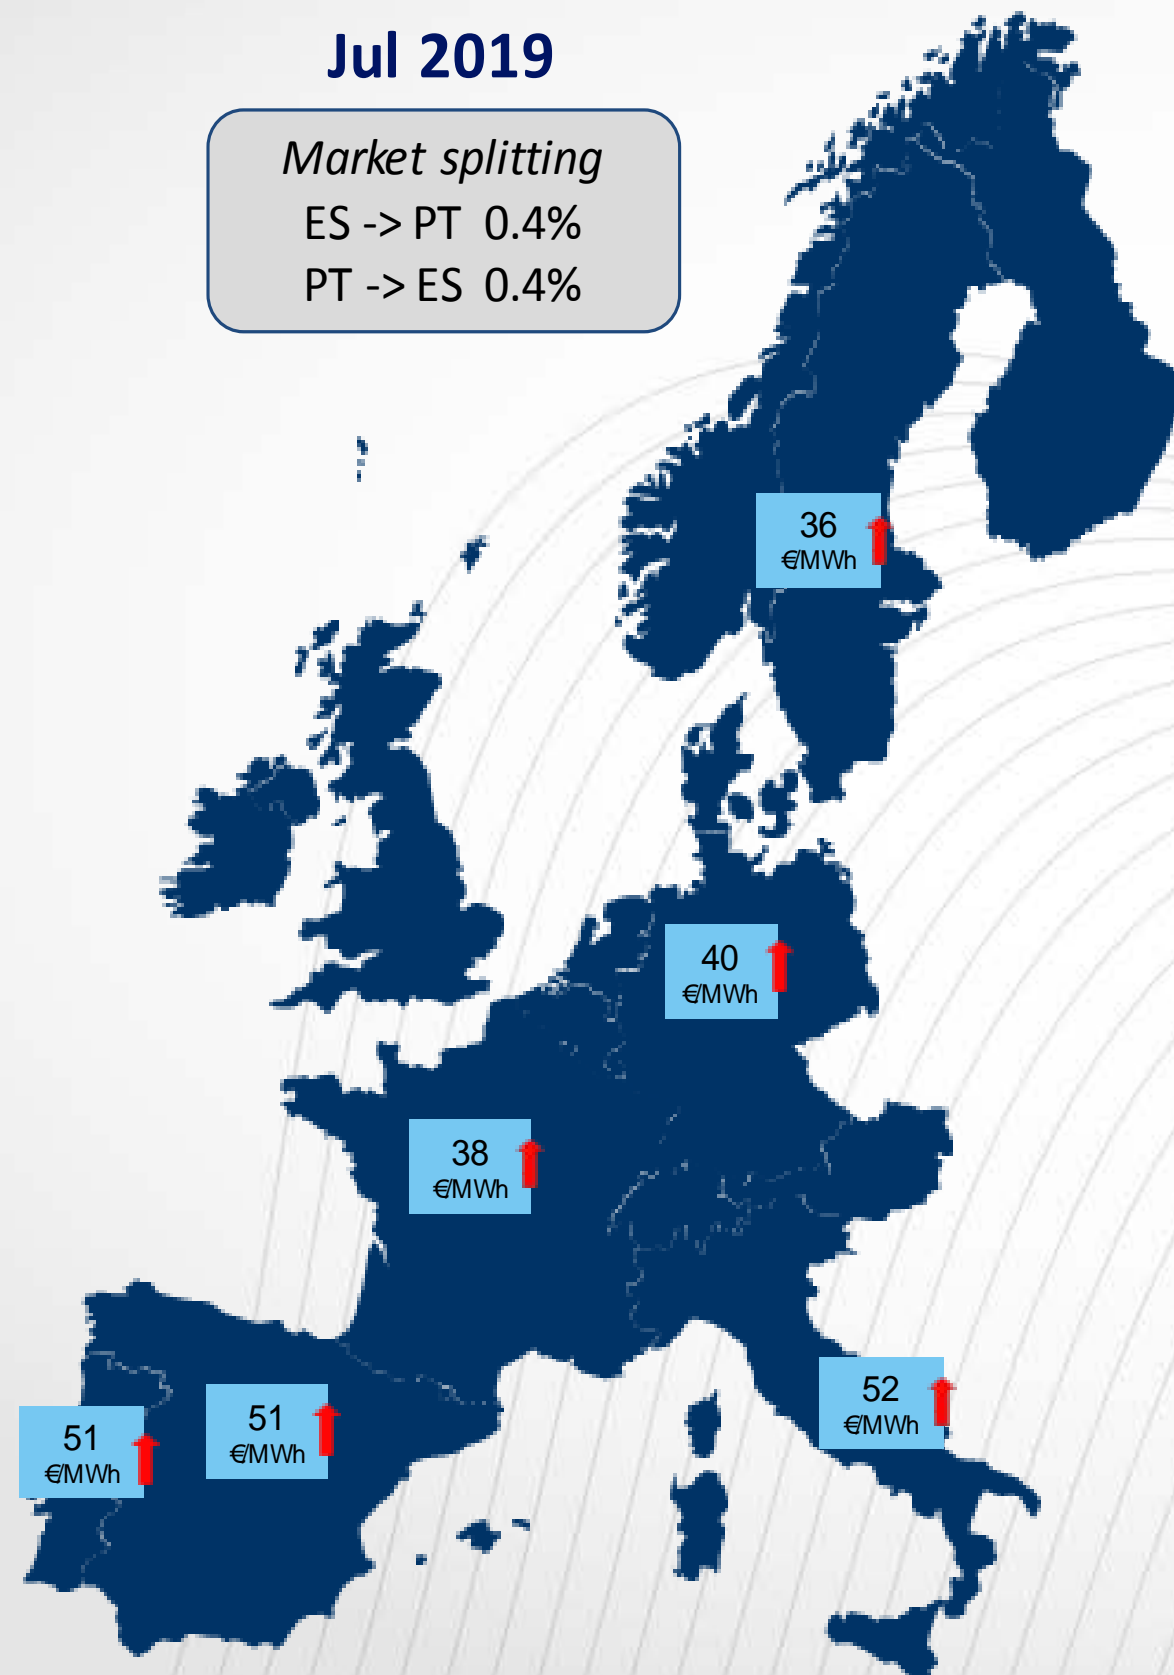 Jul 2019
Market splitting
ES -> PT 0.4%
PT -> ES 0.4%
36
€/MWh
40
€/MWh
38
€/MWh
52
€/MWh
51
€/MWh
51
€/MWh